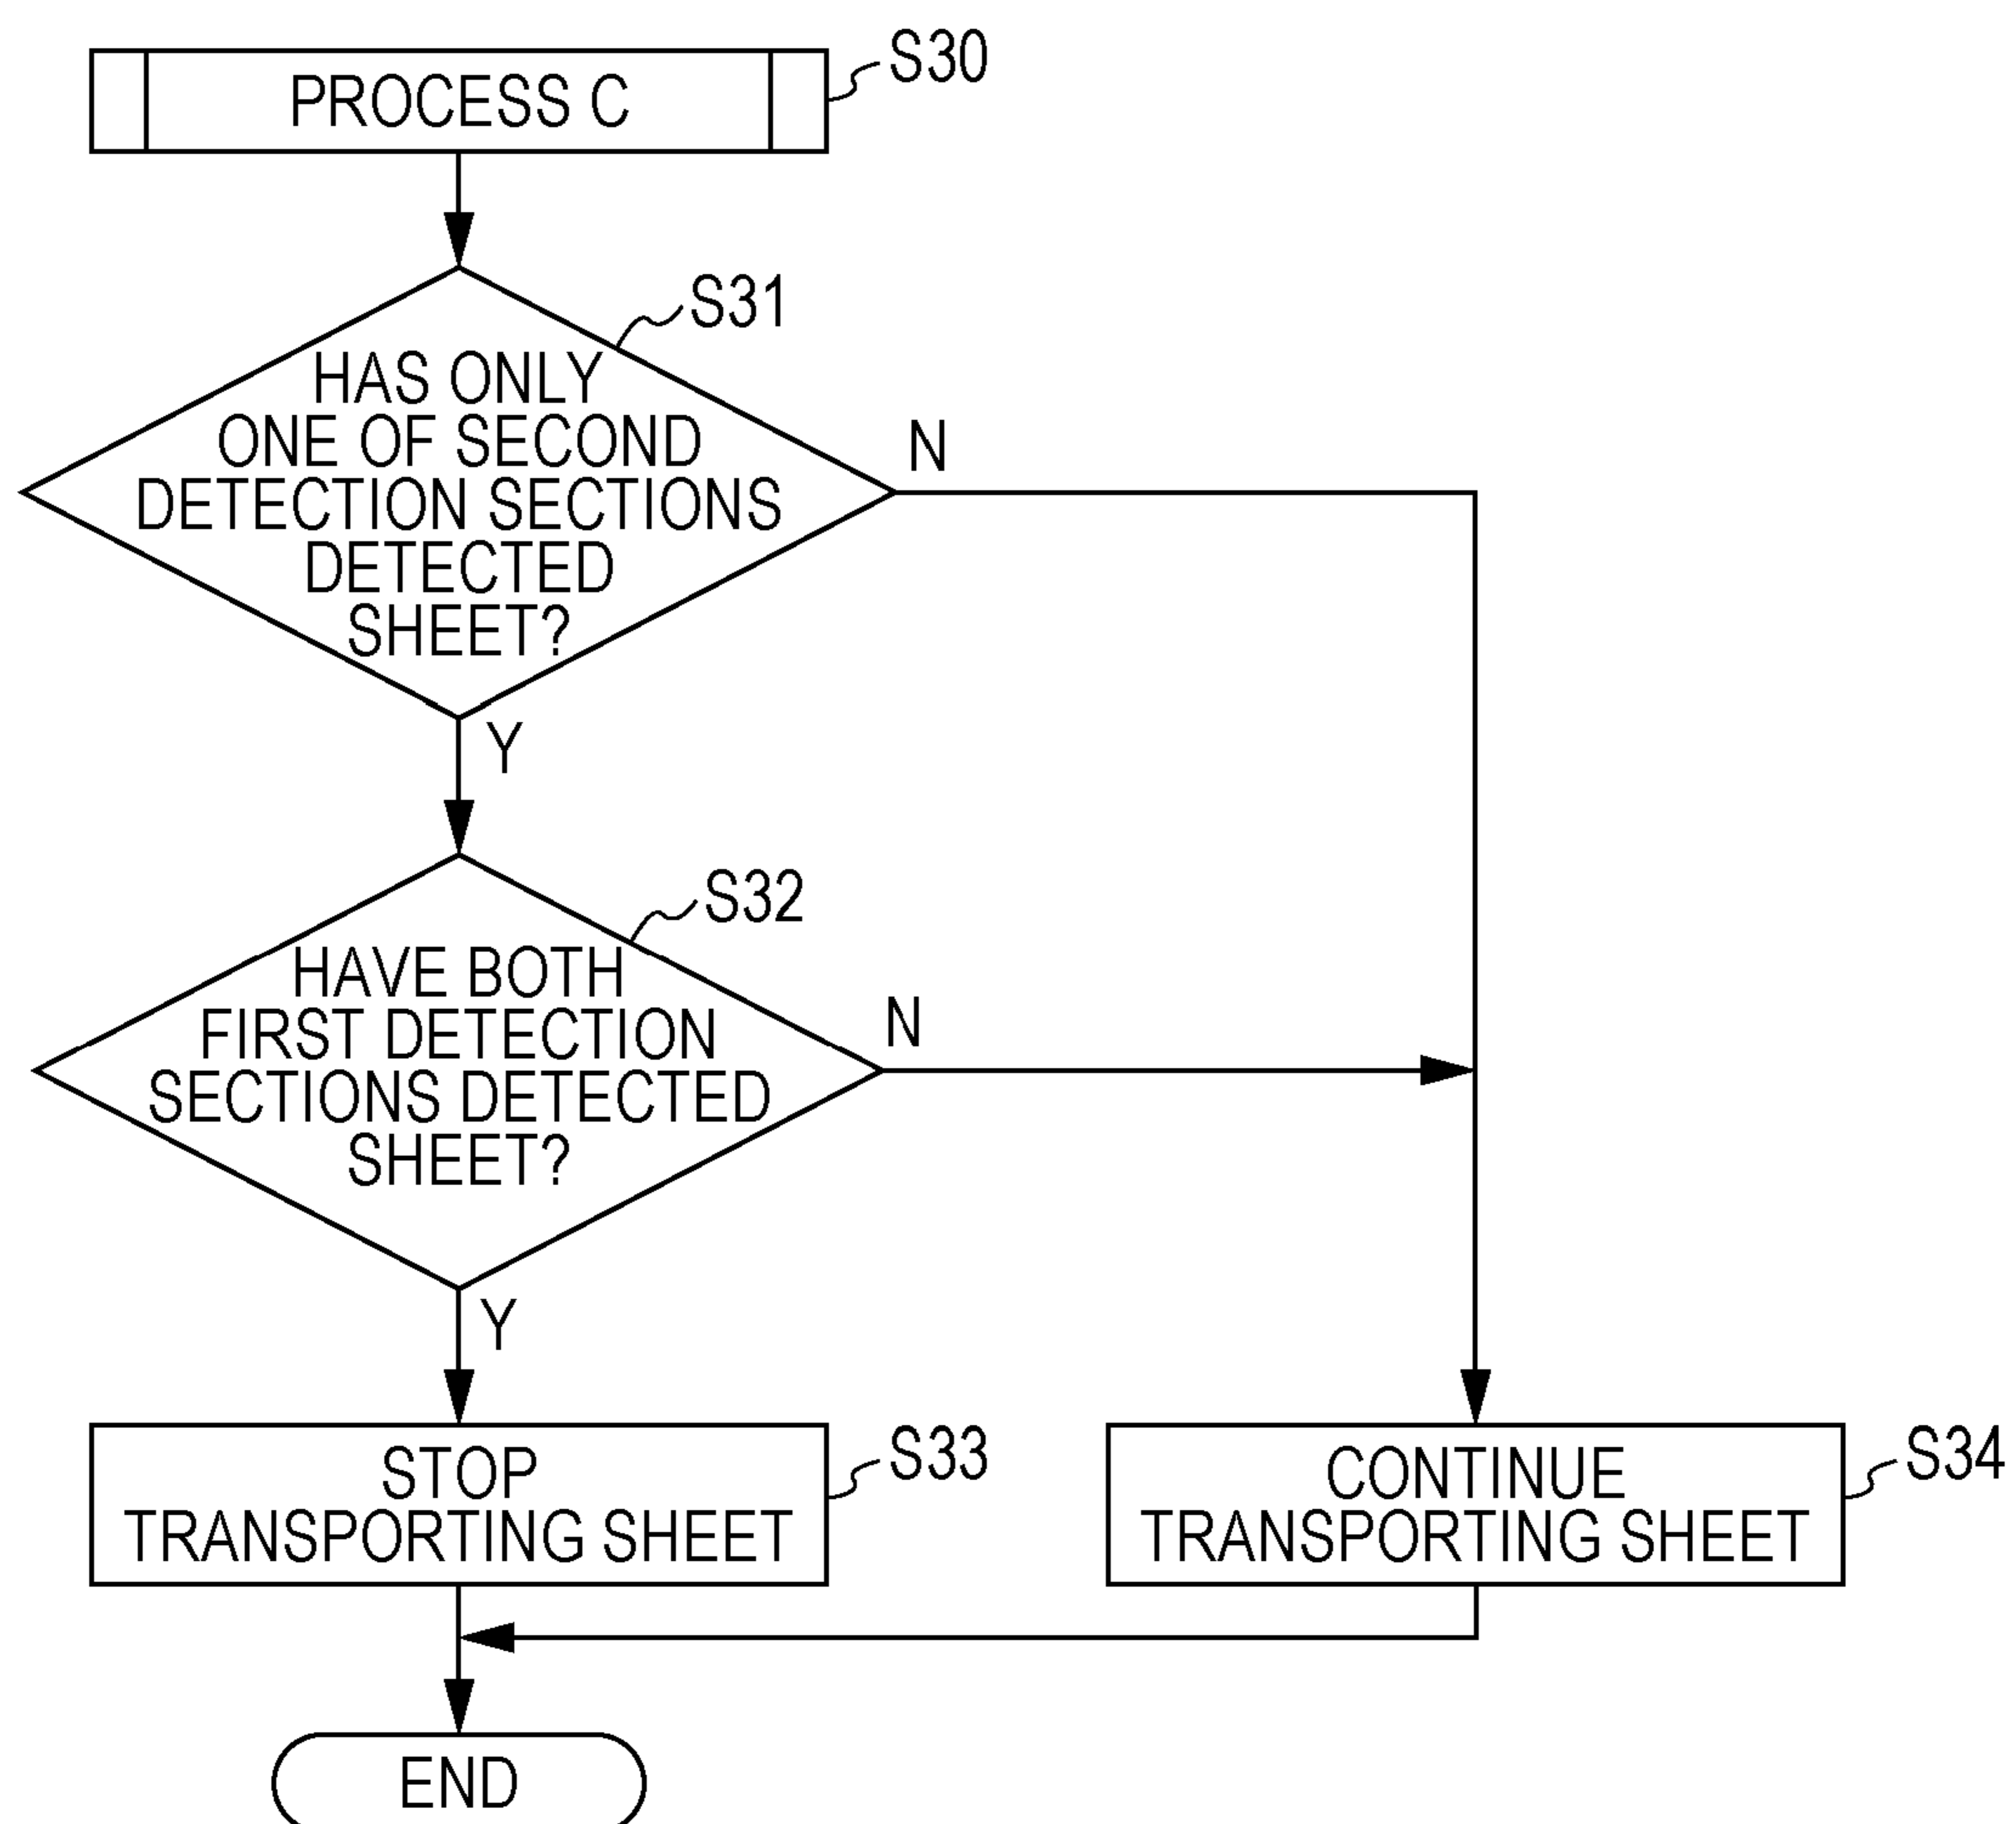 PROCESS C
S30
S31
HAS ONLY
ONE OF SECOND
DETECTION SECTIONS
DETECTED
SHEET?
N
Y
S32
HAVE BOTH
FIRST DETECTION
SECTIONS DETECTED
SHEET?
N
Y
STOP
TRANSPORTING SHEET
S33
CONTINUE
TRANSPORTING SHEET
S34
END